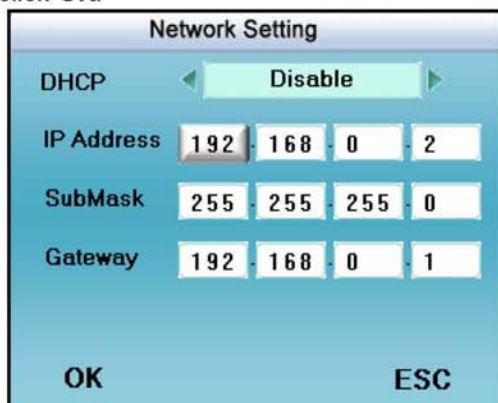 Network Setting
DHCP Disable
IP Address 192 . 168 . 0 . 2
SubMask 255 . 255 . 255 . 0
Gateway 192 . 168 . 0 . 1
OK ESC